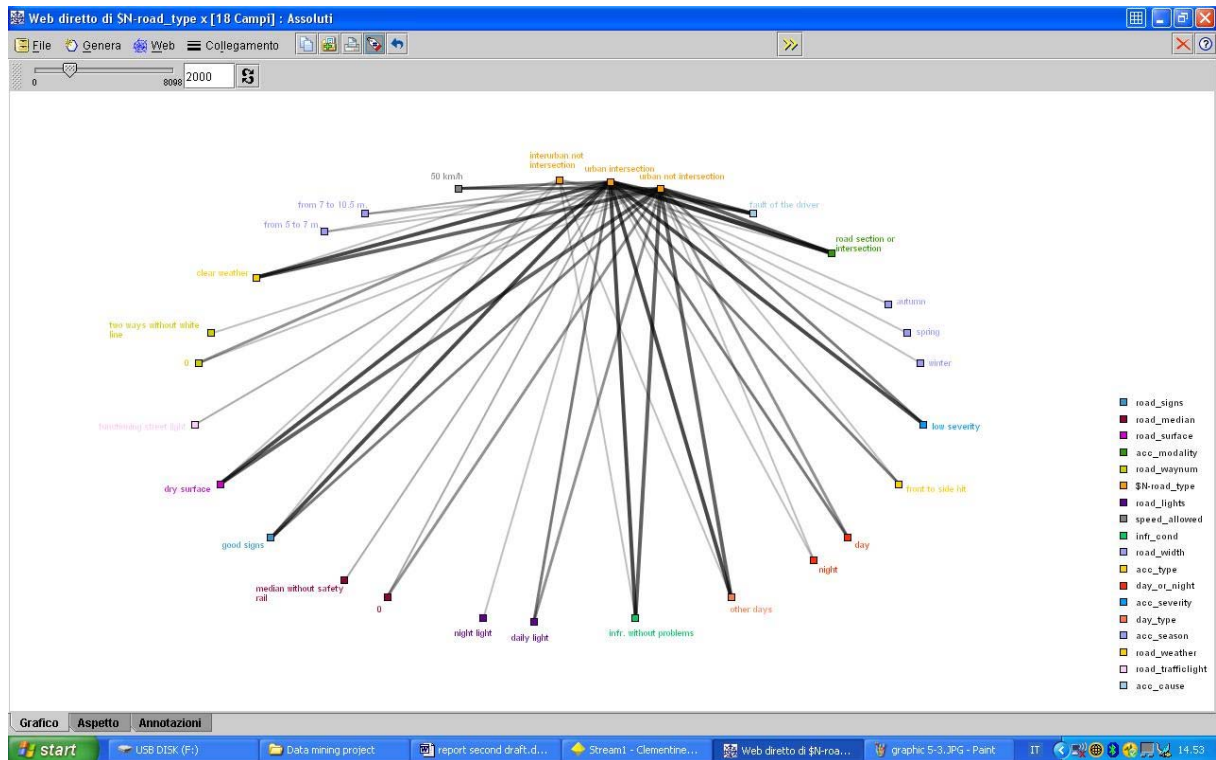 Web diretto di $N-road_type x [18 Campi] : Assoluti
File Genera Web Collegamento
0 8098 2000
interurban not
intersection
urban intersection
urban not intersection
50 km/h
from 7 to 10.5 m.
fault of the driver
from 5 to 7 m.
road section or
intersection
clear weather
autumn
two ways without white
line
spring
0
winter
street light
low severity
dry surface
front to side hit
good signs
day
night
median without safety
rail
0
other days
night light
daily light
infr. without problems
road_signs
road_median
road_surface
acc_modality
road_waynum
$N-road_type
road_lights
speed_allowed
infr_cond
road_width
acc_type
day_or_night
acc_severity
day_type
acc_season
road_weather
road_trafficlight
acc_cause
Grafico Aspetto Annotazioni
start USB DISK (F:) Data mining project report second draft.d... Stream1 - Clementine... Web diretto di $N-roa... graphic 5-3.JPG - Paint IT 14.53